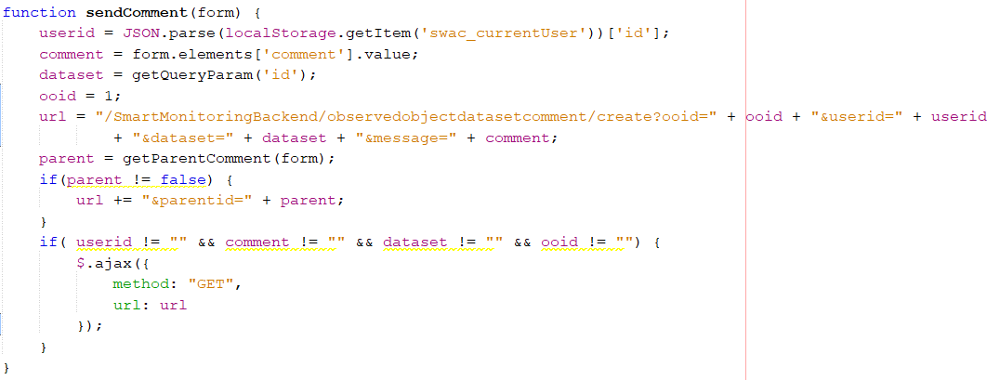 function sendComment(form) {
    userid = JSON.parse(localStorage.getItem('swac_currentUser'))['id'];
    comment = form.elements['comment'].value;
    dataset = getQueryParam('id');
    ooid = 1;
    url = "/SmartMonitoringBackend/observedobjectdatasetcomment/create?ooid=" + ooid + "&userid=" + userid
            + "&dataset=" + dataset + "&message=" + comment;
    parent = getParentComment(form);
    if(parent != false) {
        url += "&parentid=" + parent;
    }
    if( userid != "" && comment != "" && dataset != "" && ooid != "") {
        $.ajax({
            method: "GET",
            url: url
        });
    }
}